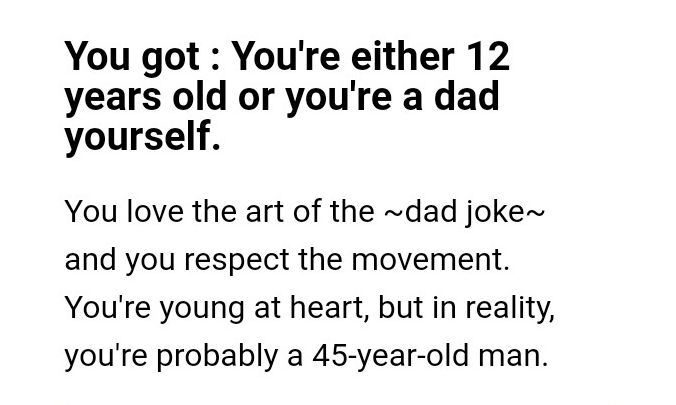 You got : You're either 12
years old or you're a dad
yourself.
You love the art of the ~dad joke~
and you respect the movement.
You're young at heart, but in reality,
you're probably a 45-year-old man.